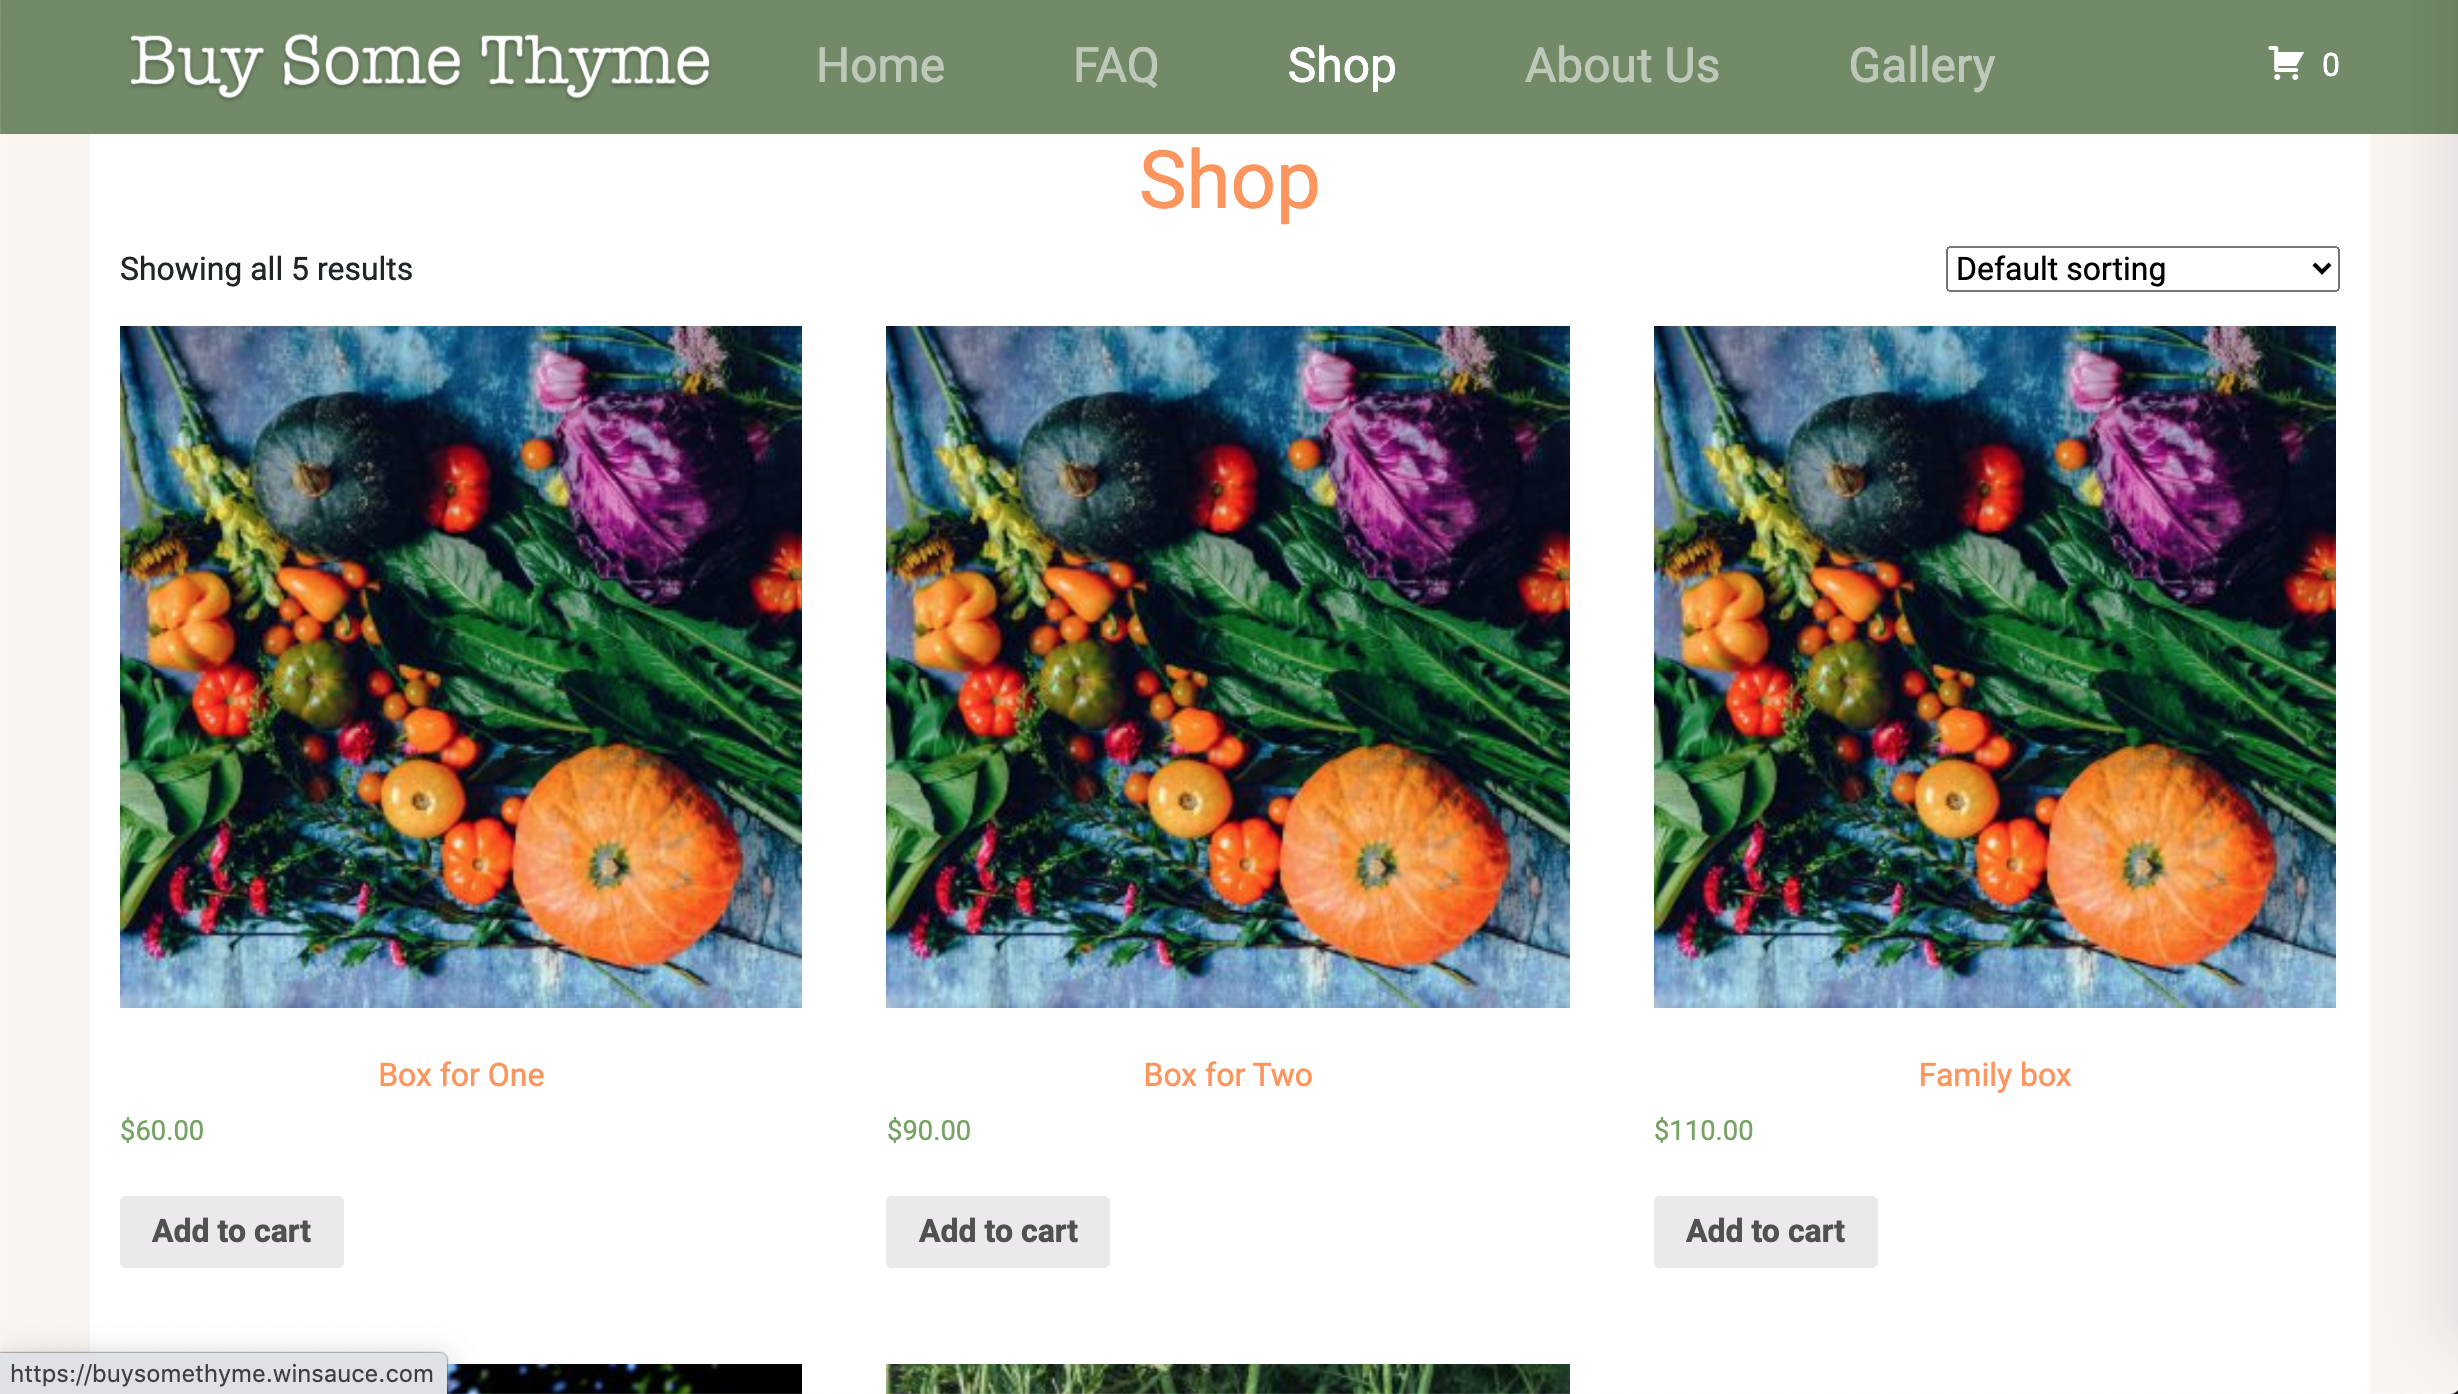 Buy Some Thyme Home FAQ Shop About Us Gallery 0
Shop
Showing all 5 results Default sorting
Box for One
$60.00
Add to cart
Box for Two
$90.00
Add to cart
Family box
$110.00
Add to cart
https://buysomethyme.winsauce.com